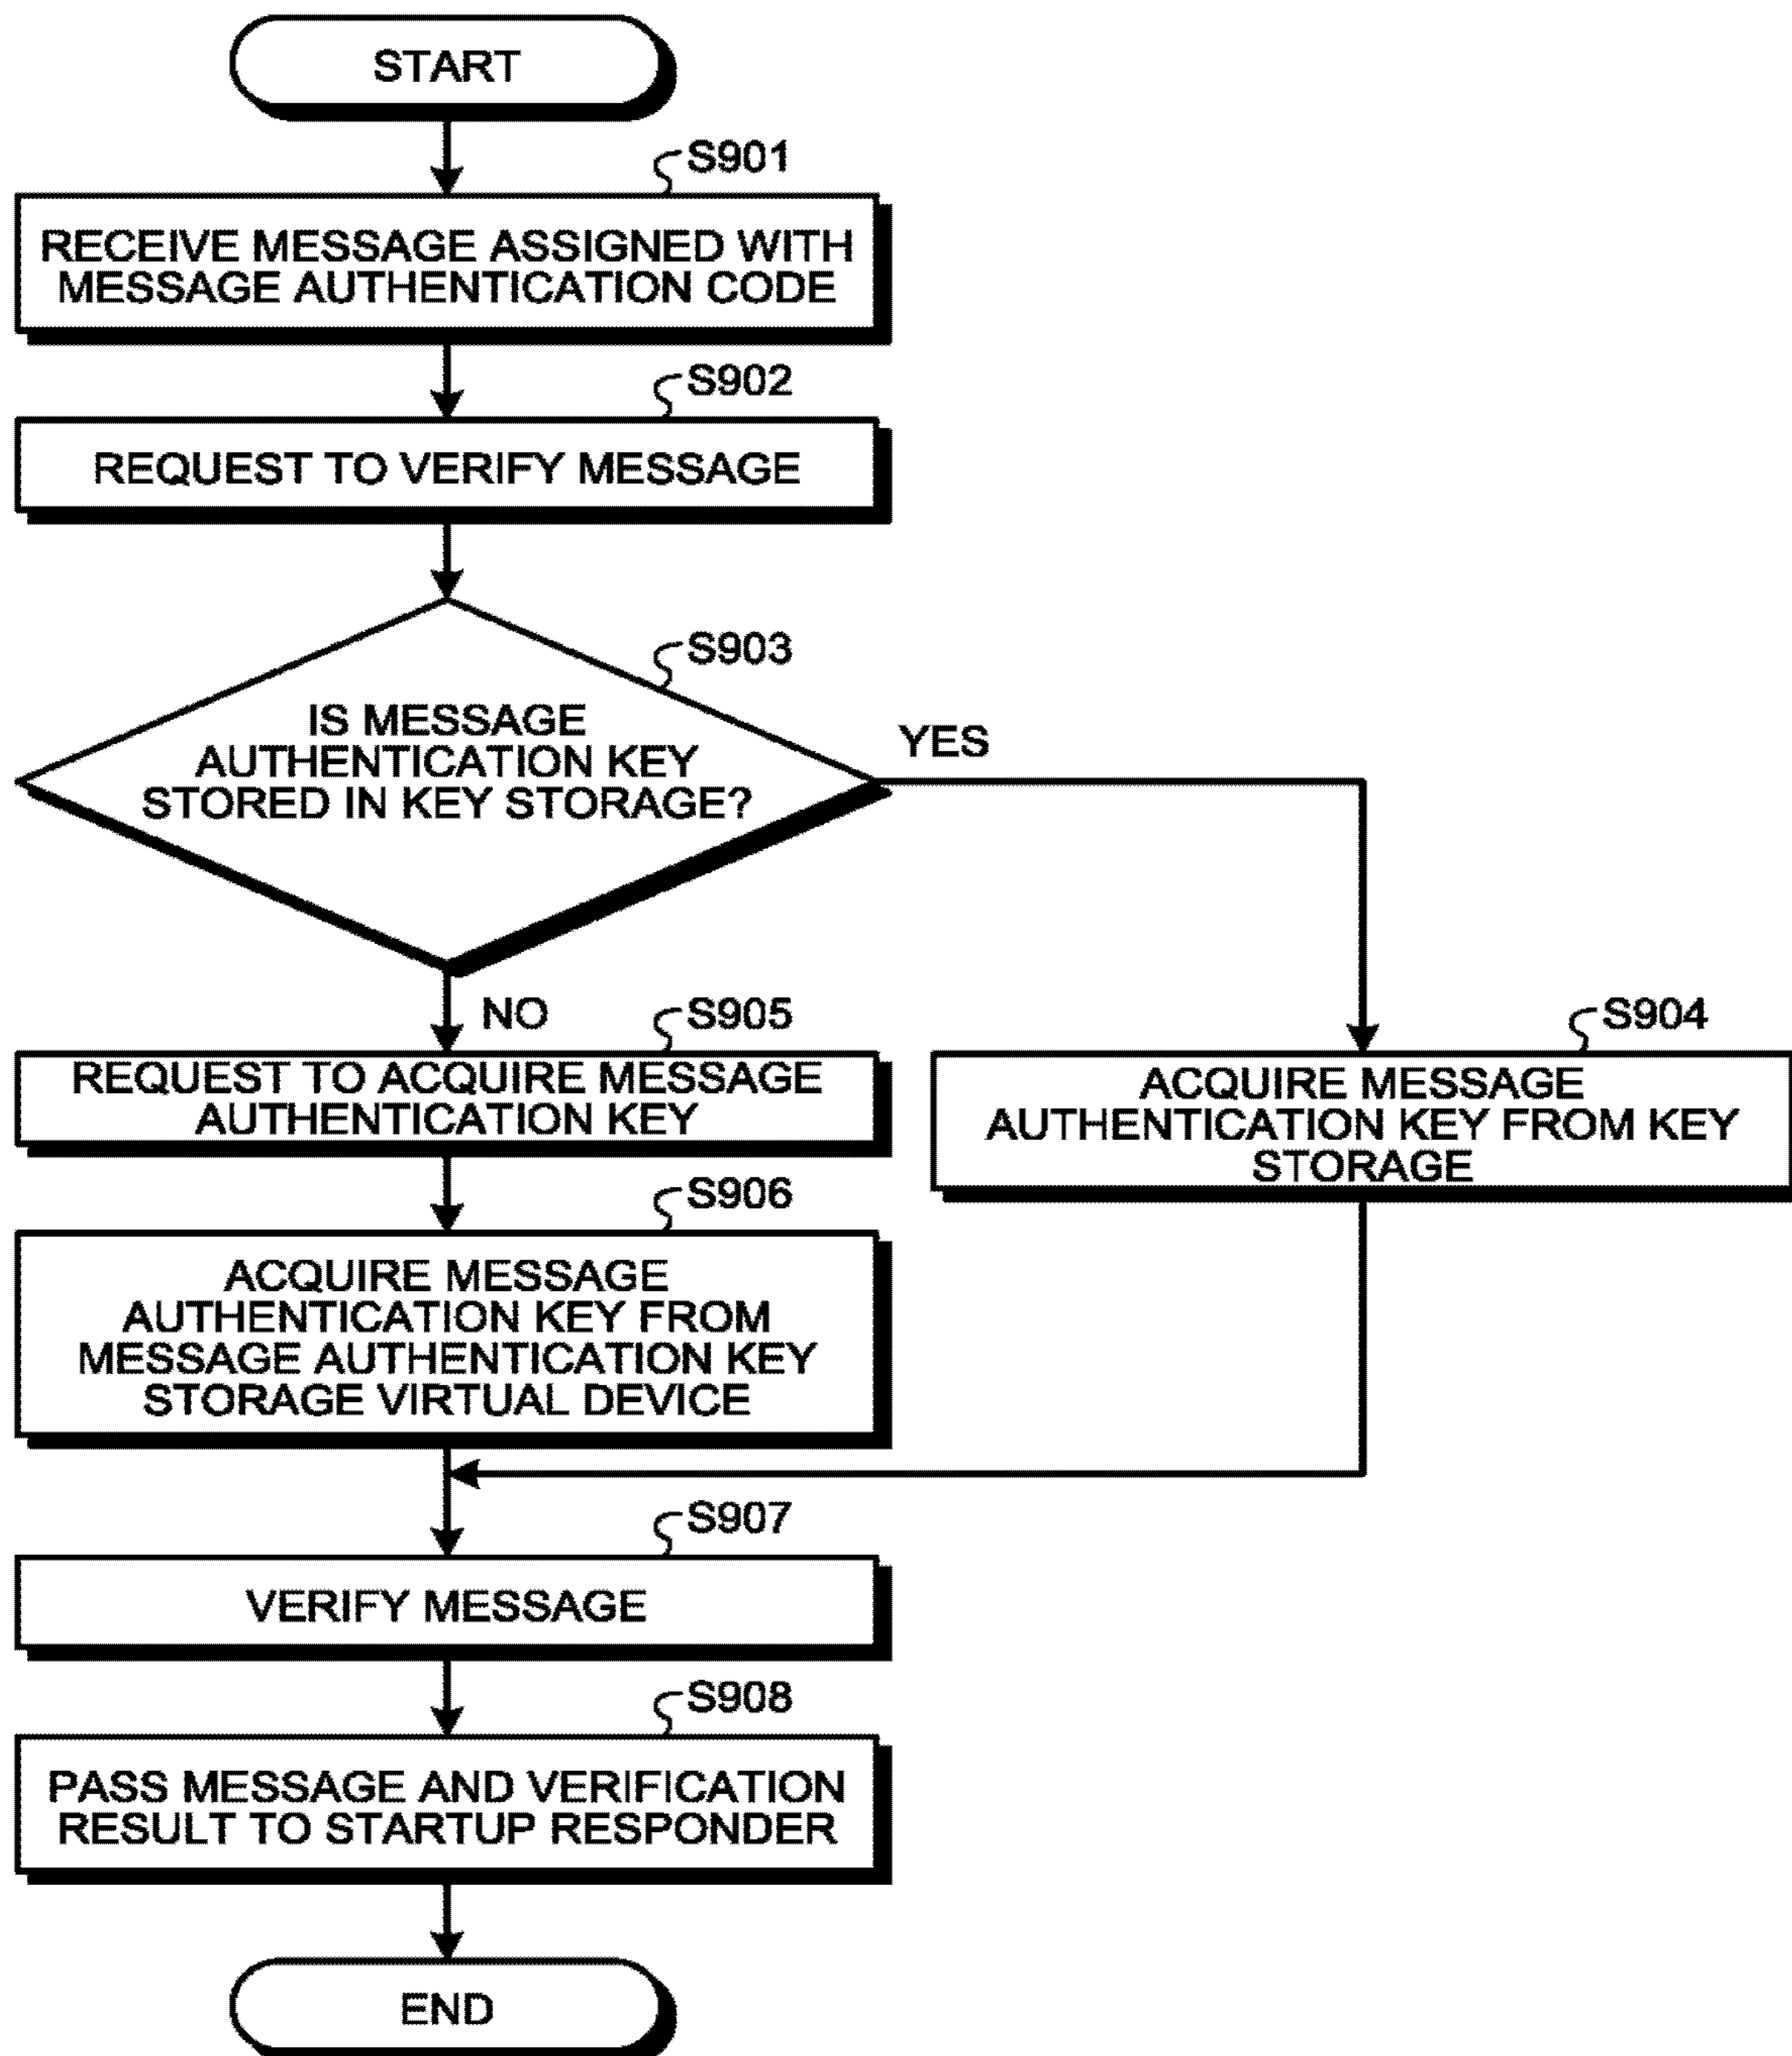 START
S901
RECEIVE MESSAGE ASSIGNED WITH
MESSAGE AUTHENTICATION CODE
S902
REQUEST TO VERIFY MESSAGE
S903
IS MESSAGE
AUTHENTICATION KEY
STORED IN KEY STORAGE?
YES
NO
S905
REQUEST TO ACQUIRE MESSAGE
AUTHENTICATION KEY
S904
ACQUIRE MESSAGE
AUTHENTICATION KEY FROM KEY
STORAGE
S906
ACQUIRE MESSAGE
AUTHENTICATION KEY FROM
MESSAGE AUTHENTICATION KEY
STORAGE VIRTUAL DEVICE
S907
VERIFY MESSAGE
S908
PASS MESSAGE AND VERIFICATION
RESULT TO STARTUP RESPONDER
END